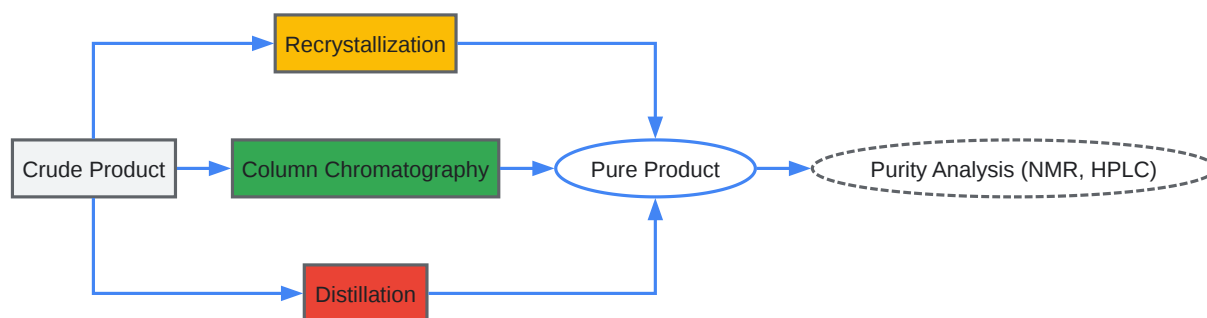 Recrystallization
Crude Product
Column Chromatography
Pure Product
Purity Analysis (NMR, HPLC)
Distillation